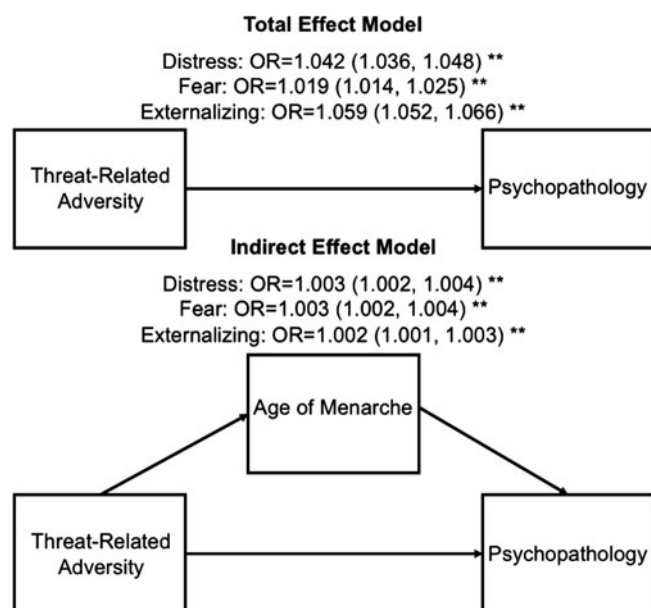 Total Effect Model
Distress: OR=1.042 (1.036, 1.048) **
Fear: OR=1.019 (1.014, 1.025) **
Externalizing: OR=1.059 (1.052, 1.066) **
Threat-Related
Adversity
Psychopathology
Indirect Effect Model
Distress: OR=1.003 (1.002, 1.004) **
Fear: OR=1.003 (1.002, 1.004) **
Externalizing: OR=1.002 (1.001, 1.003) **
Age of Menarche
Threat-Related
Adversity
Psychopathology